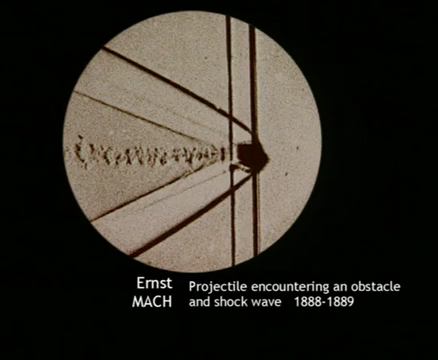 Ernst
MACH
Projectile encountering an obstacle
and shock wave 1888-1889